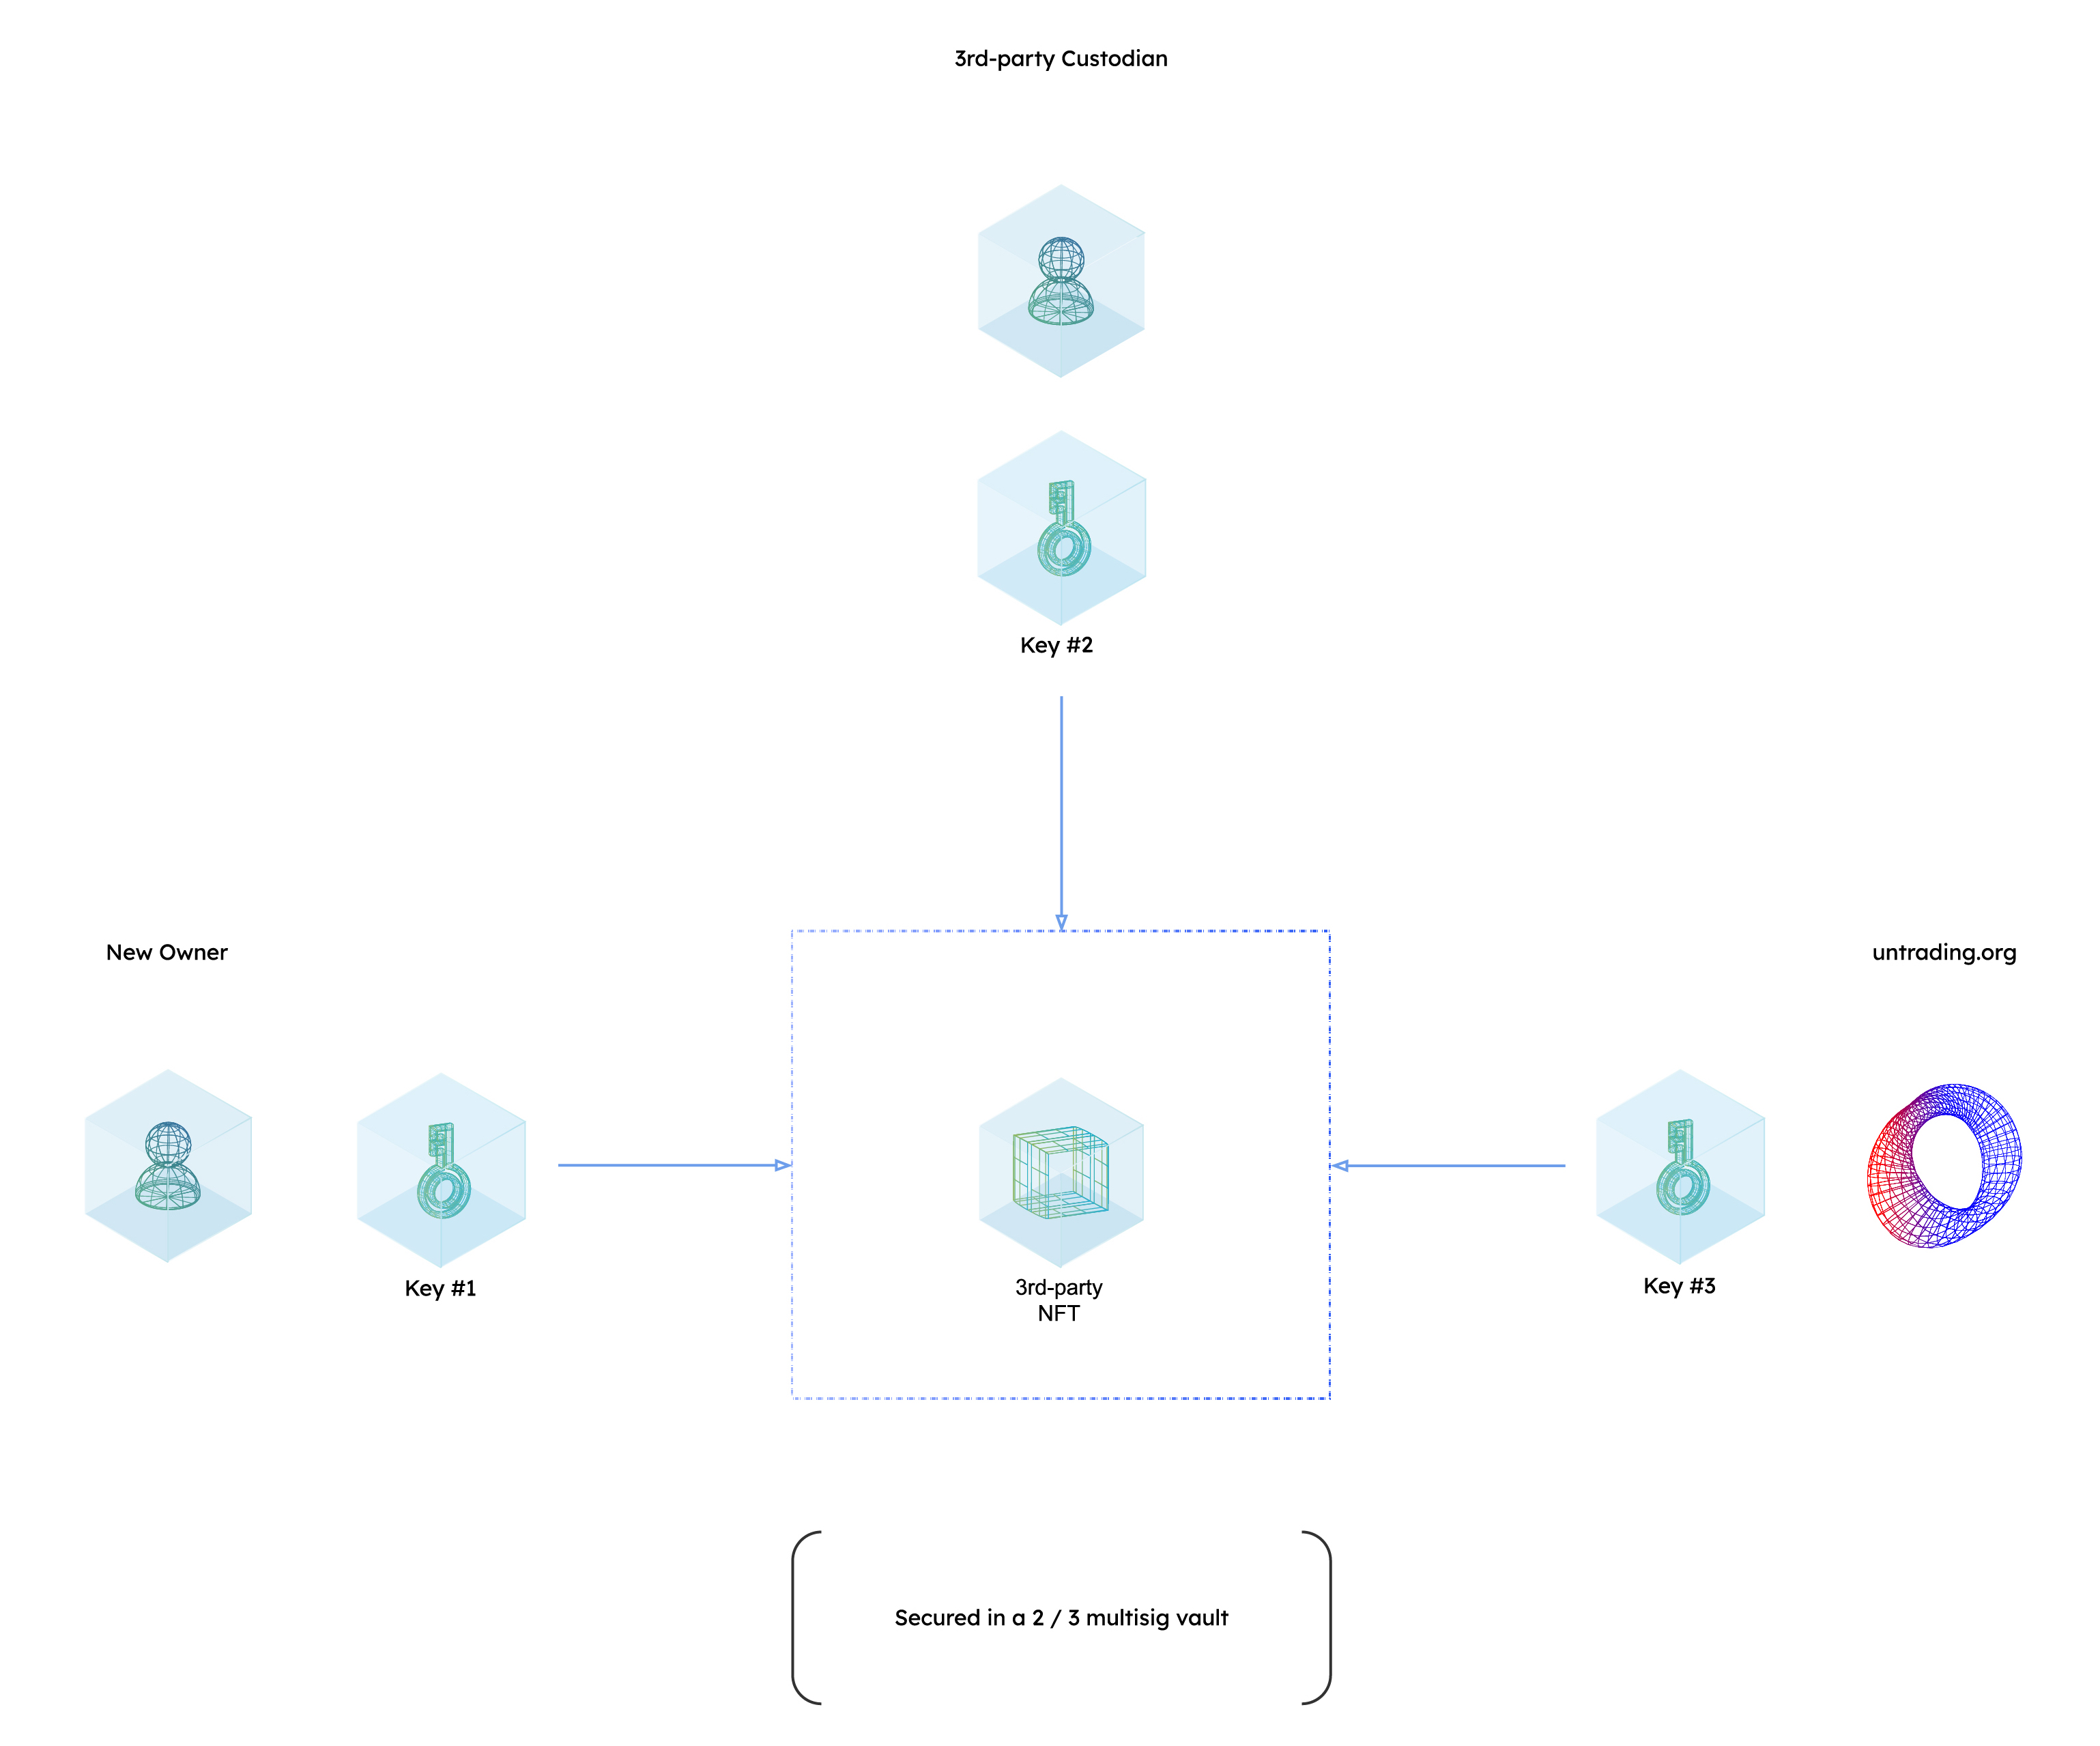 3rd-party Custodian
Key #2
New Owner
untrading.org
Key #1
3rd-party
NFT
Key #3
Secured in a 2 / 3 multisig vault